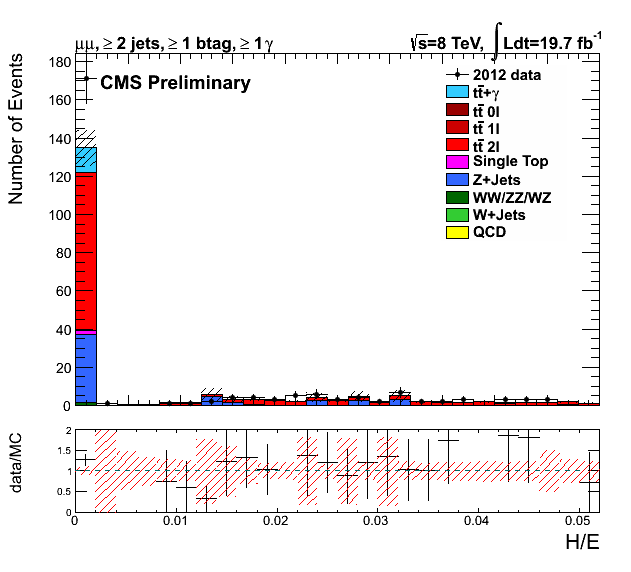 μμ, ≥ 2 jets, ≥ 1 btag, ≥ 1γ
√s=8 TeV, ∫Ldt=19.7 fb⁻¹
CMS Preliminary
Number of Events
180
160
140
120
100
80
60
40
20
0
2012 data
tt̄+γ
tt̄ 0l
tt̄ 1l
tt̄ 2l
Single Top
Z+Jets
WW/ZZ/WZ
W+Jets
QCD
data/MC
2
1.5
1
0.5
0
0 0.01 0.02 0.03 0.04 0.05
H/E